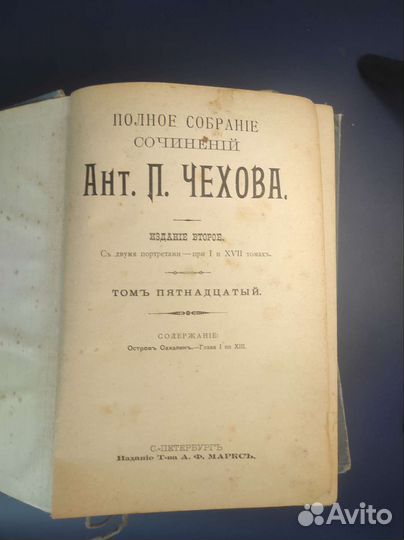 ПОЛНОЕ СОБРАНІЕ
СОЧИНЕНІЙ
АНТ. П. ЧЕХОВА.
ИЗДАНІЕ ВТОРОЕ,
Съ двумя портретами—при I и XVII томахъ.
ТОМЪ ПЯТНАДЦАТЫЙ.
СОДЕРЖАНІЕ:
Островъ Сахалинъ.—Глава I по XIII.
С.-ПЕТЕРБУРГЪ
Изданіе Т-ва А. Ф. МАРКСЪ.
Avito